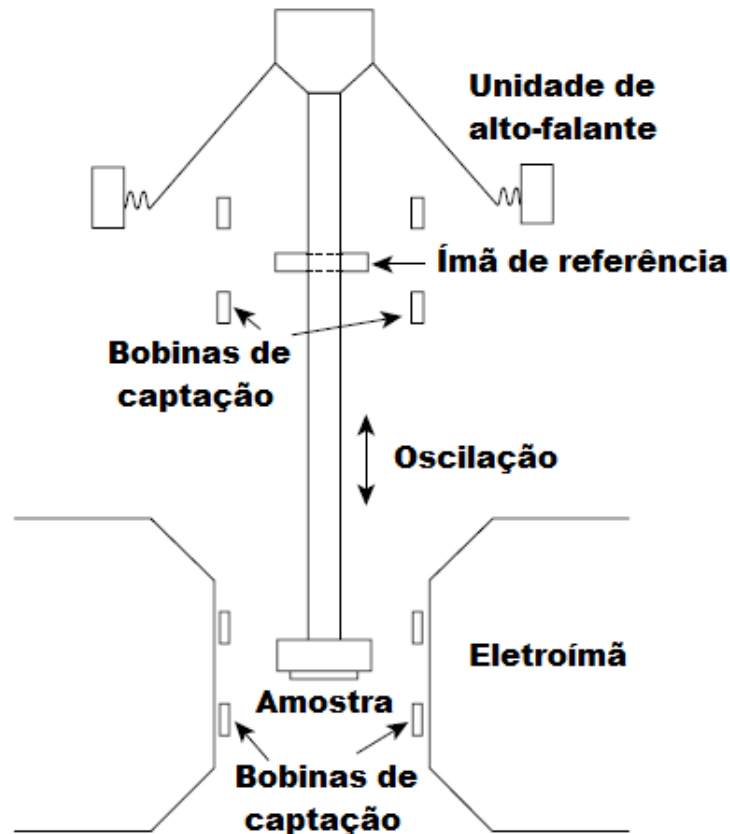 Unidade de
alto-falante
Ímã de referência
Bobinas de
captação
Oscilação
Eletroímã
Amostra
Bobinas de
captação